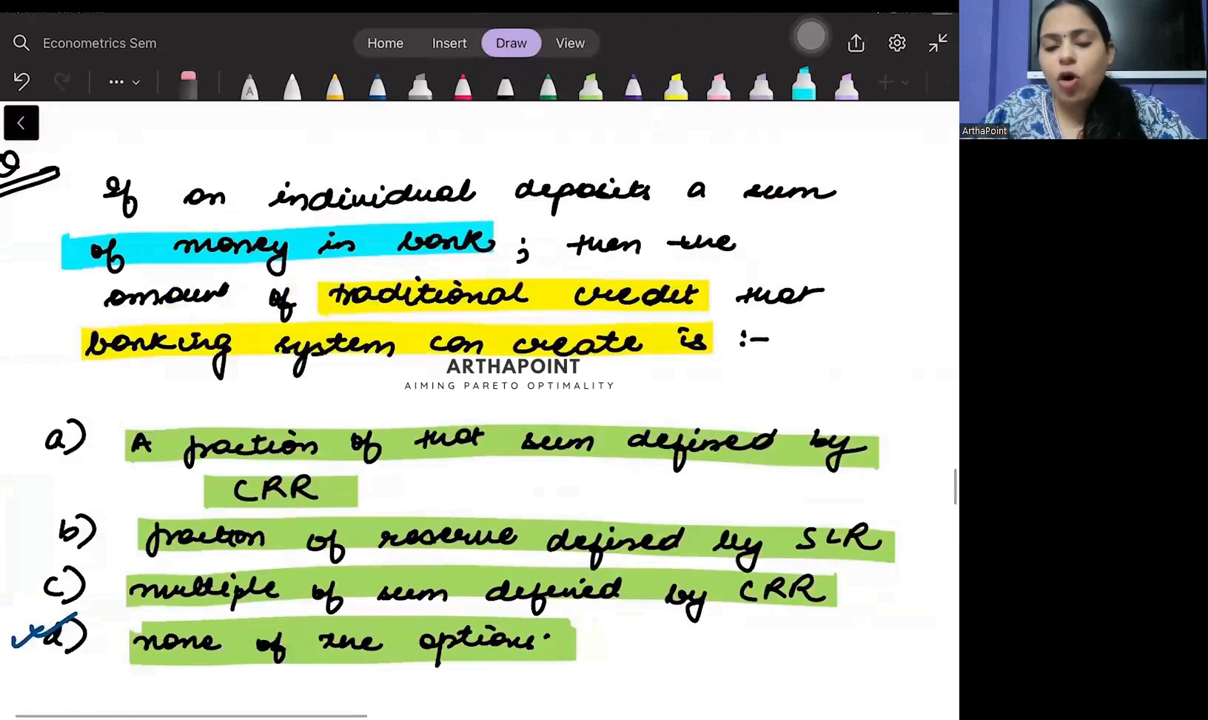 Econometrics Sem
Home Insert Draw View
ArthaPoint
If an individual deposits a sum
of money in bank ; then the
amount of traditional credit that
banking system can create is :-
ARTHAPOINT
AIMING PARETO OPTIMALITY
a) A fraction of that sum defined by
CRR
b) fraction of reserve defined by SLR
c) multiple of sum defined by CRR
d) none of the options.